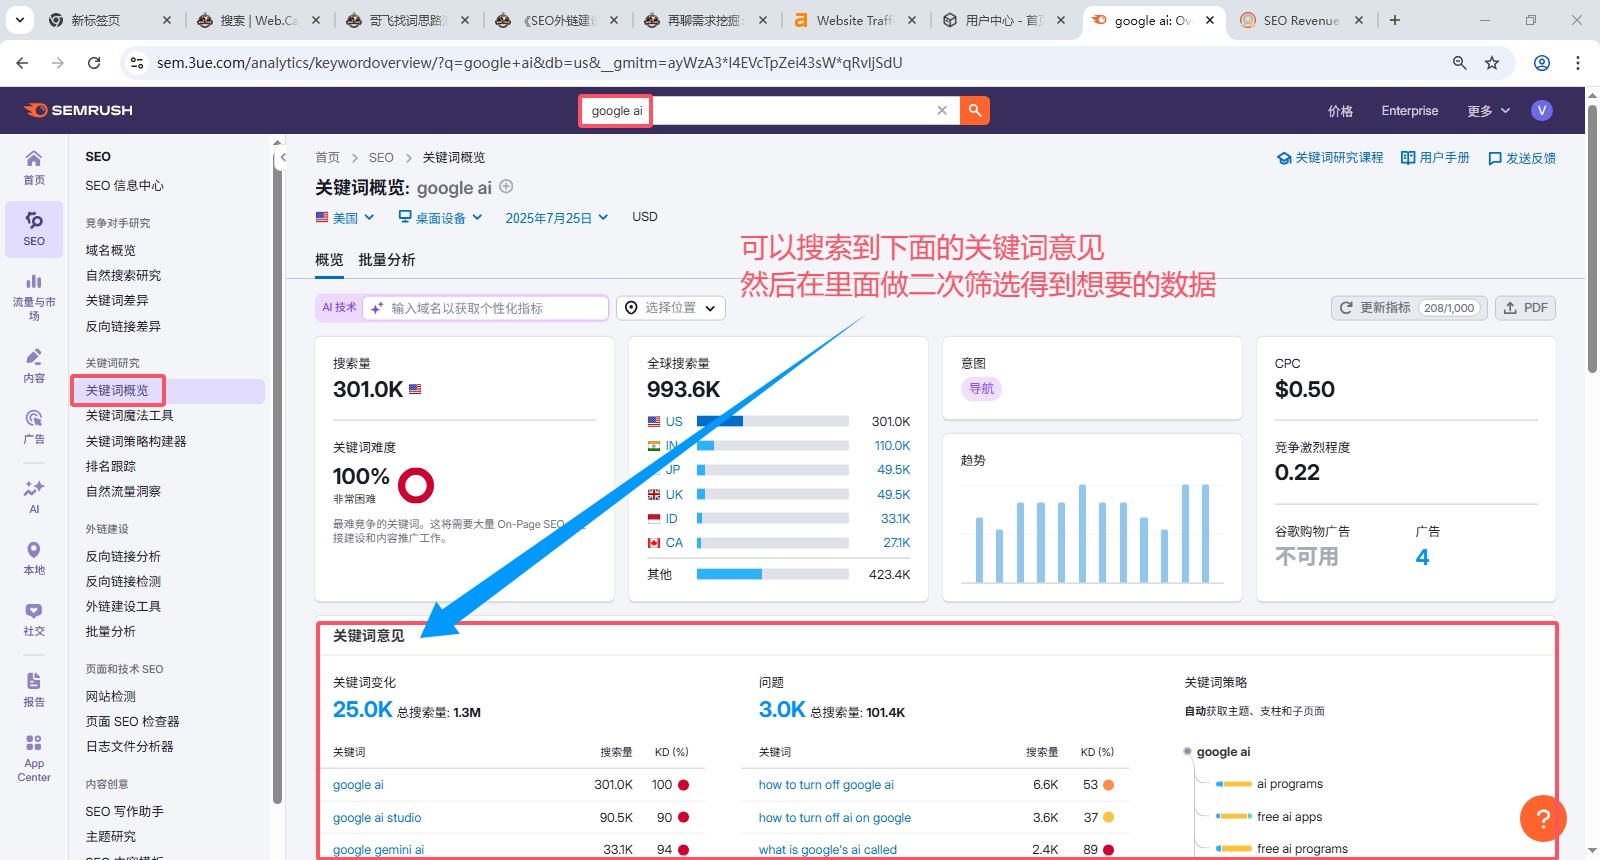 新标签页
搜索 | Web.Ca
哥飞找词思路汇
《SEO外链建设
再聊需求挖掘：
Website Traffi
用户中心 - 首页
google ai: Ov
SEO Revenue
sem.3ue.com/analytics/keywordoverview/?q=google+ai&db=us&__gmitm=ayWzA3*l4EVcTpZei43sW*qRvIjSdU
SEMRUSH
google ai
价格
Enterprise
更多
V
首页
SEO
流量与市场
内容
广告
AI
本地
社交
报告
App Center
SEO
SEO 信息中心
竞争对手研究
域名概览
自然搜索研究
关键词差异
反向链接差异
关键词研究
关键词概览
关键词魔法工具
关键词策略构建器
排名跟踪
自然流量洞察
外链建设
反向链接分析
反向链接检测
外链建设工具
批量分析
页面和技术 SEO
网站检测
页面 SEO 检查器
日志文件分析器
内容创意
SEO 写作助手
主题研究
SEO 内容模板
首页 > SEO > 关键词概览
关键词研究课程
用户手册
发送反馈
关键词概览: google ai
美国
桌面设备
2025年7月25日
USD
可以搜索到下面的关键词意见
然后在里面做二次筛选得到想要的数据
概览
批量分析
AI 技术
输入域名以获取个性化指标
选择位置
更新指标 208/1,000
PDF
搜索量
301.0K
关键词难度
100%
非常困难
最难竞争的关键词。这将需要大量 On-Page SEO
接建设和内容推广工作。
全球搜索量
993.6K
US 301.0K
IN 110.0K
JP 49.5K
UK 49.5K
ID 33.1K
CA 27.1K
其他 423.4K
意图
导航
趋势
CPC
$0.50
竞争激烈程度
0.22
谷歌购物广告
不可用
广告
4
关键词意见
关键词变化
25.0K 总搜索量: 1.3M
关键词 搜索量 KD (%)
google ai 301.0K 100
google ai studio 90.5K 90
google gemini ai 33.1K 94
问题
3.0K 总搜索量: 101.4K
关键词 搜索量 KD (%)
how to turn off google ai 6.6K 53
how to turn off ai on google 3.6K 37
what is google's ai called 2.4K 89
关键词策略
自动获取主题、支柱和子页面
google ai
ai programs
free ai apps
free ai programs
?